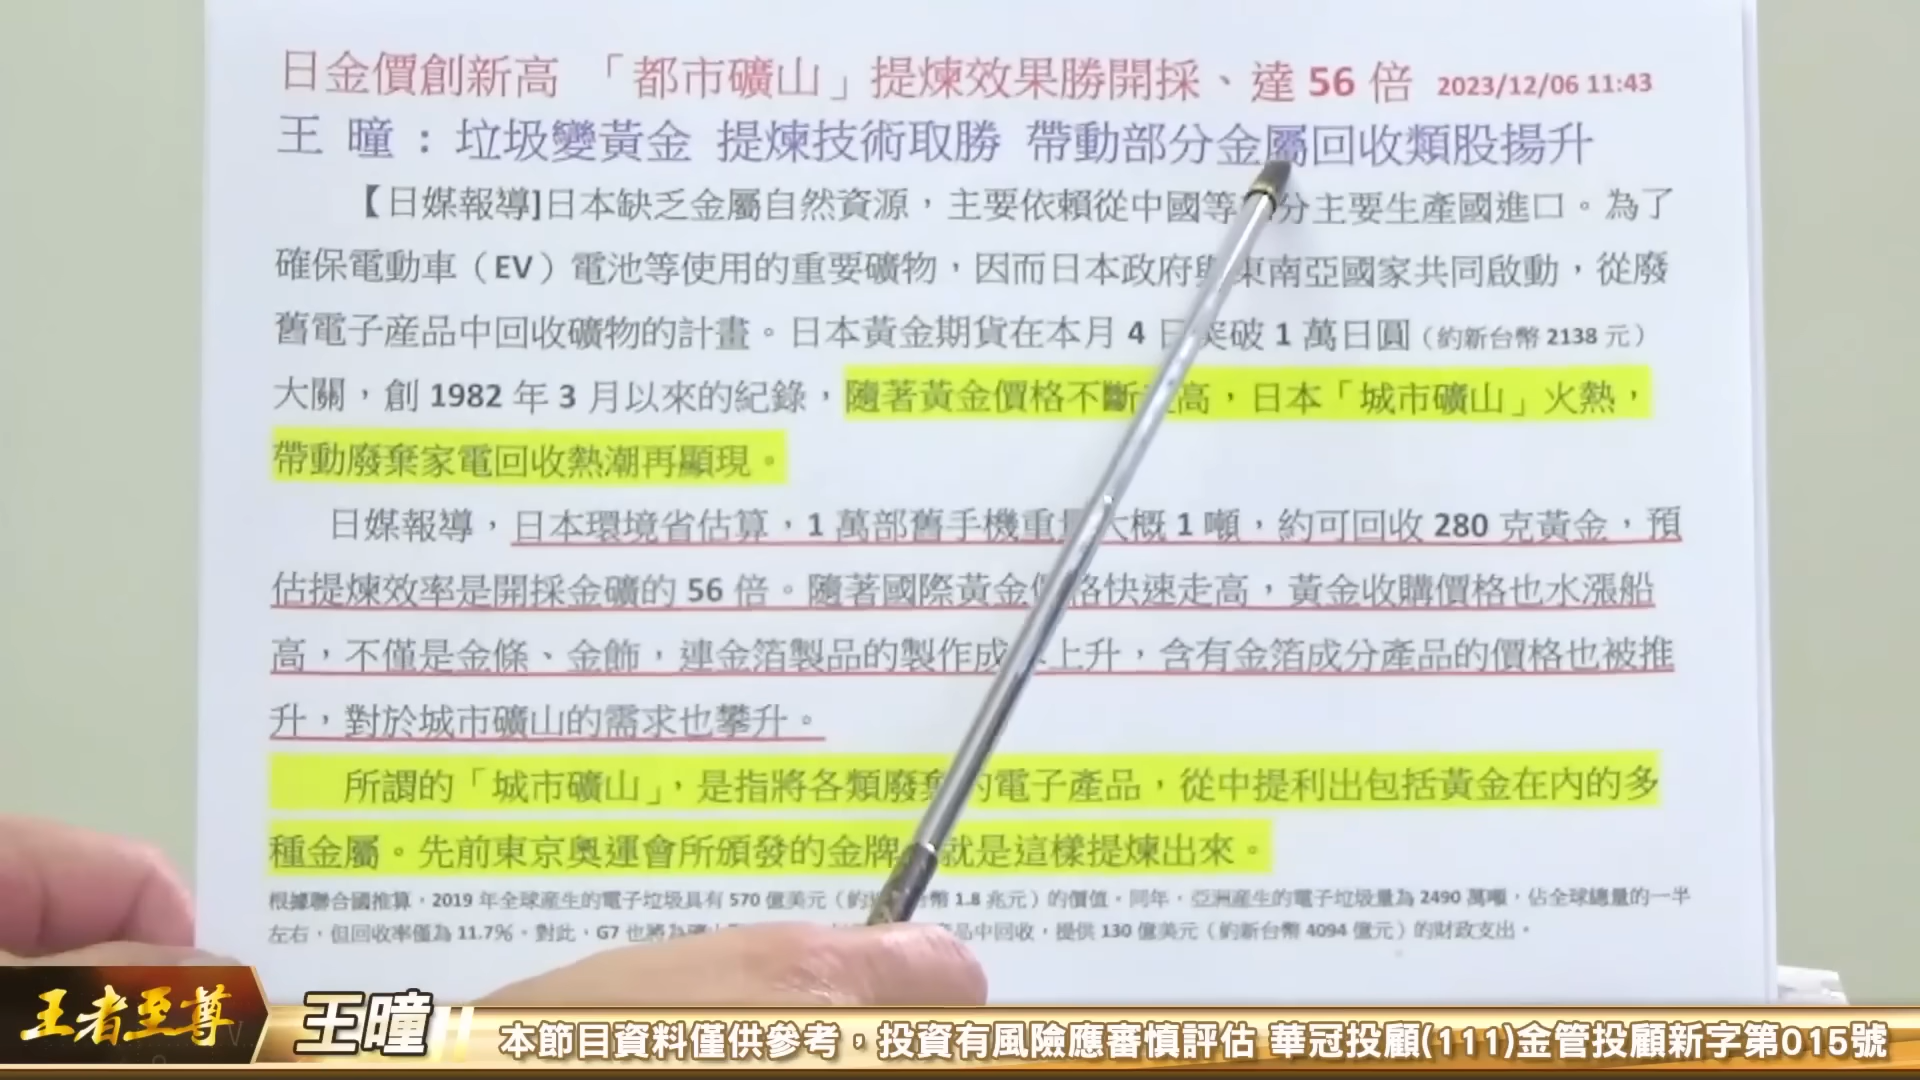 日金價創新高 「都市礦山」提煉效果勝開採、達 56 倍 2023/12/06 11:43
王 曈：垃圾變黃金 提煉技術取勝 帶動部分金屬回收類股揚升
【日媒報導]日本缺乏金屬自然資源，主要依賴從中國等 分主要生產國進口。為了
確保電動車（EV）電池等使用的重要礦物，因而日本政府與東南亞國家共同啟動，從廢
舊電子產品中回收礦物的計畫。日本黃金期貨在本月 4 日突破 1 萬日圓（約新台幣 2138 元）
大關，創 1982 年 3 月以來的紀錄，隨著黃金價格不斷 高，日本「城市礦山」火熱，
帶動廢棄家電回收熱潮再顯現。
日媒報導，日本環境省估算，1 萬部舊手機重量大概 1 噸，約可回收 280 克黃金，預
估提煉效率是開採金礦的 56 倍。隨著國際黃金價格快速走高，黃金收購價格也水漲船
高，不僅是金條、金飾，連金箔製品的製作成 上升，含有金箔成分產品的價格也被推
升，對於城市礦山的需求也攀升。
所謂的「城市礦山」，是指將各類廢棄的電子產品，從中提利出包括黃金在內的多
種金屬。先前東京奧運會所頒發的金牌 就是這樣提煉出來。
根據聯合國推算，2019 年全球產生的電子垃圾具有 570 億美元（約 台幣 1.8 兆元）的價值。同年，亞洲產生的電子垃圾量為 2490 萬噸，佔全球總量的一半
左右，但回收率僅為 11.7%。對此，G7 也將為 產品中回收，提供 130 億美元（約新台幣 4094 億元）的財政支出。
王者至尊
王曈
本節目資料僅供參考，投資有風險應審慎評估 華冠投顧(111)金管投顧新字第015號